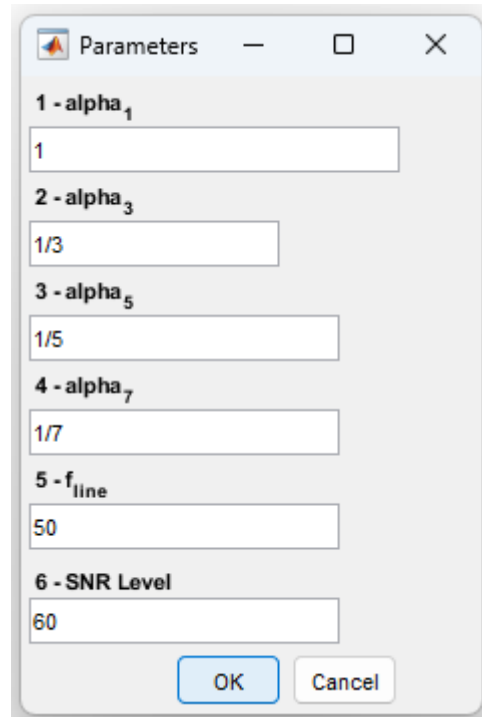 Parameters
1 - alpha₁
1
2 - alpha₃
1/3
3 - alpha₅
1/5
4 - alpha₇
1/7
5 - f_line
50
6 - SNR Level
60
OK Cancel